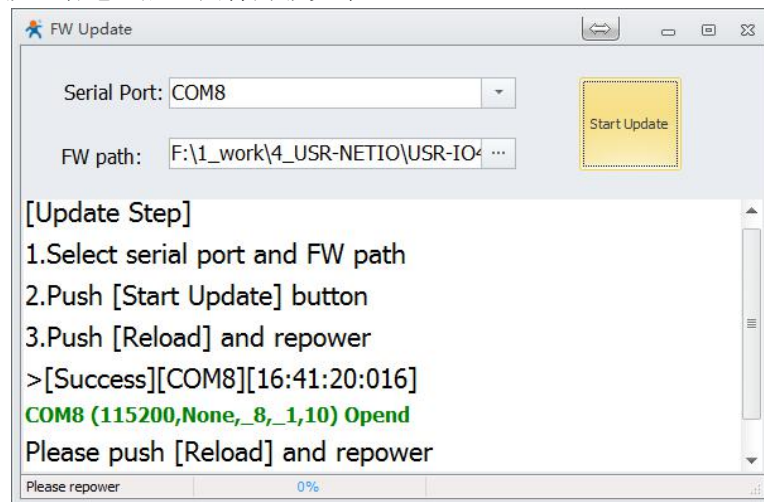 FW Update
Serial Port: COM8
Start Update
FW path: F:\1_work\4_USR-NETIO\USR-IO4 ...
[Update Step]
1.Select serial port and FW path
2.Push [Start Update] button
3.Push [Reload] and repower
>[Success][COM8][16:41:20:016]
COM8 (115200,None,_8,_1,10) Opend
Please push [Reload] and repower
Please repower 0%